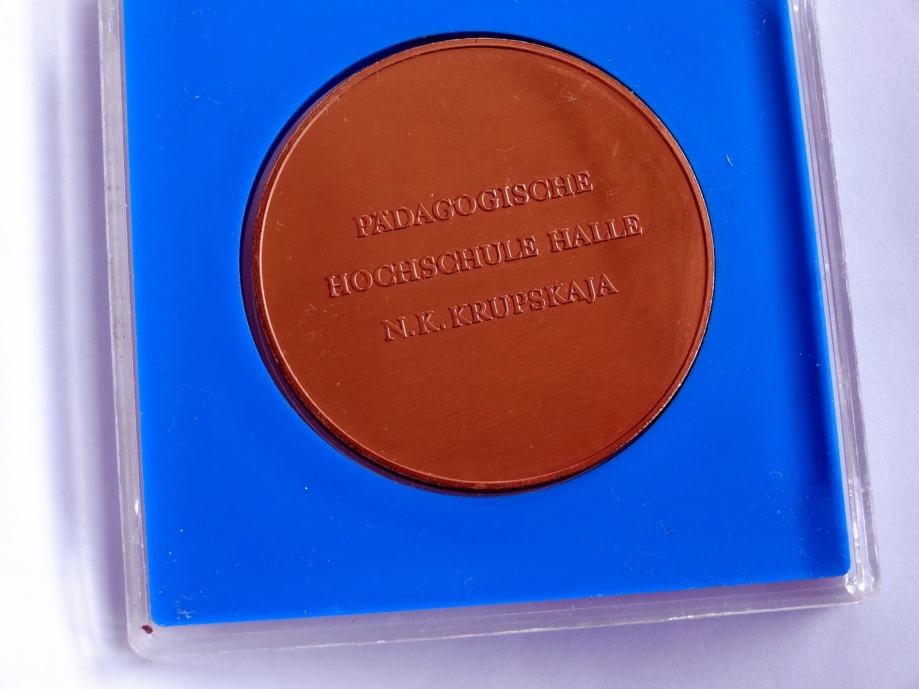 PÄDAGOGISCHE
HOCHSCHULE HALLE
N. K. KRUPSKAJA